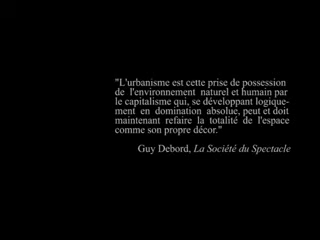 "L'urbanisme est cette prise de possession
de l'environnement naturel et humain par
le capitalisme qui, se développant logique-
ment en domination absolue, peut et doit
maintenant refaire la totalité de l'espace
comme son propre décor."
Guy Debord, La Société du Spectacle